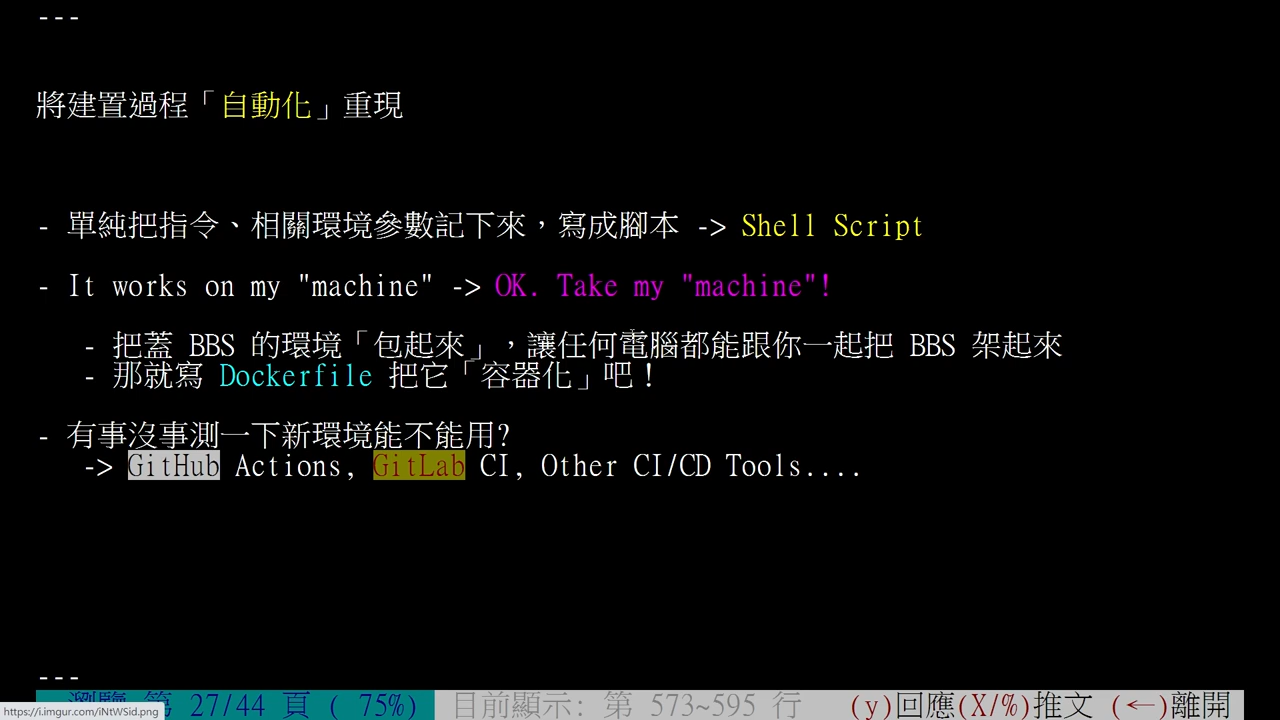 ---
將建置過程「自動化」重現
- 單純把指令、相關環境參數記下來，寫成腳本 -> Shell Script
- It works on my "machine" -> OK. Take my "machine"!
- 把蓋 BBS 的環境「包起來」，讓任何電腦都能跟你一起把 BBS 架起來
- 那就寫 Dockerfile 把它「容器化」吧！
- 有事沒事測一下新環境能不能用?
-> GitHub Actions, GitLab CI, Other CI/CD Tools....
---
瀏覽 第 27/44 頁 ( 75%) 目前顯示: 第 573~595 行 (y)回應(X/%)推文 (←)離開
https://i.imgur.com/iNtWSid.png